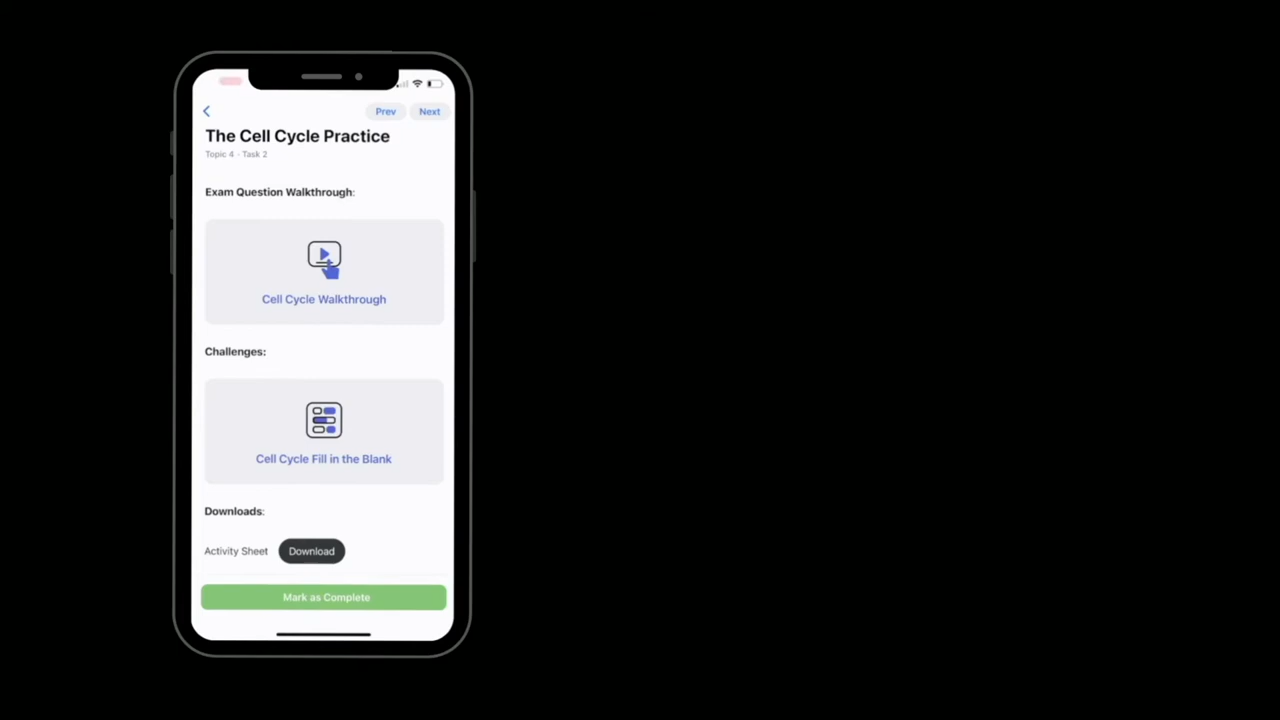 Prev Next
The Cell Cycle Practice
Topic 4 - Task 2
Exam Question Walkthrough:
Cell Cycle Walkthrough
Challenges:
Cell Cycle Fill in the Blank
Downloads:
Activity Sheet Download
Mark as Complete